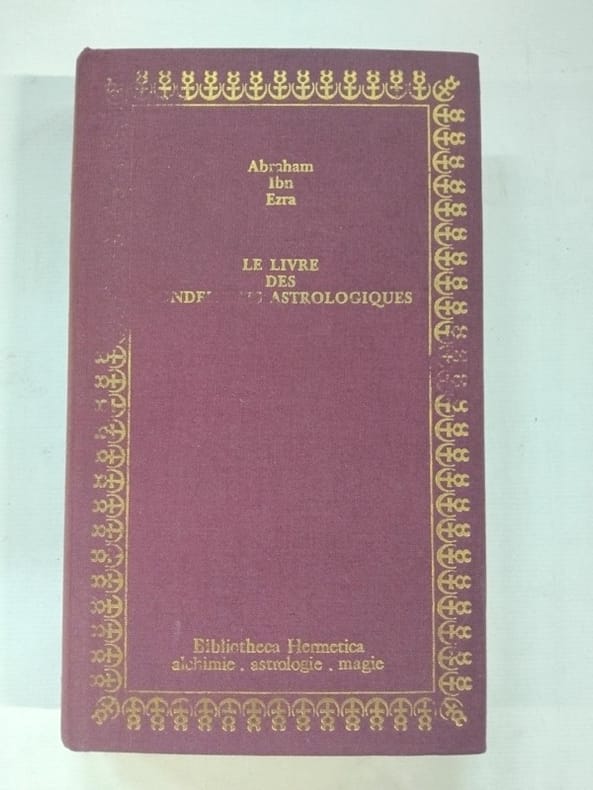 Abraham
Ibn
Ezra
LE LIVRE
DES
ASTROLOGIQUES
Bibliotheca Hermetica
alchimie . astrologie . magie